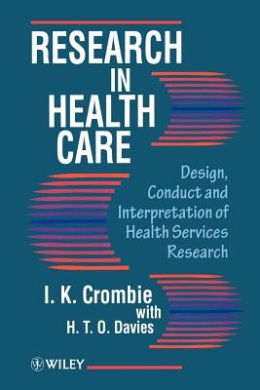 RESEARCH
IN
HEALTH
CARE
Design,
Conduct and
Interpretation of
Health Services
Research
I. K. Crombie
with
H. T. O. Davies
WILEY